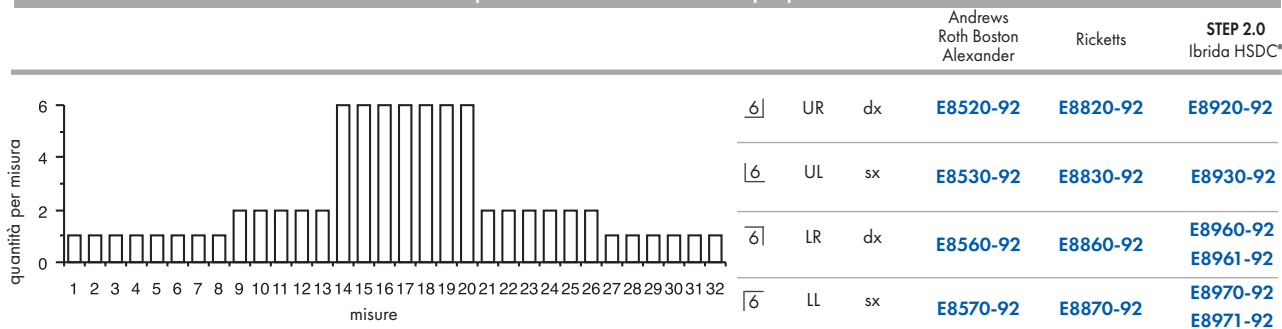 Andrews
Roth Boston
Alexander
Ricketts
STEP 2.0
Ibrida HSDC®
quantità per misura
6
4
2
0
1 2 3 4 5 6 7 8 9 10 11 12 13 14 15 16 17 18 19 20 21 22 23 24 25 26 27 28 29 30 31 32
misure
6 UR dx E8520-92 E8820-92 E8920-92
6 UL sx E8530-92 E8830-92 E8930-92
6 LR dx E8560-92 E8860-92 E8960-92
E8961-92
6 LL sx E8570-92 E8870-92 E8970-92
E8971-92